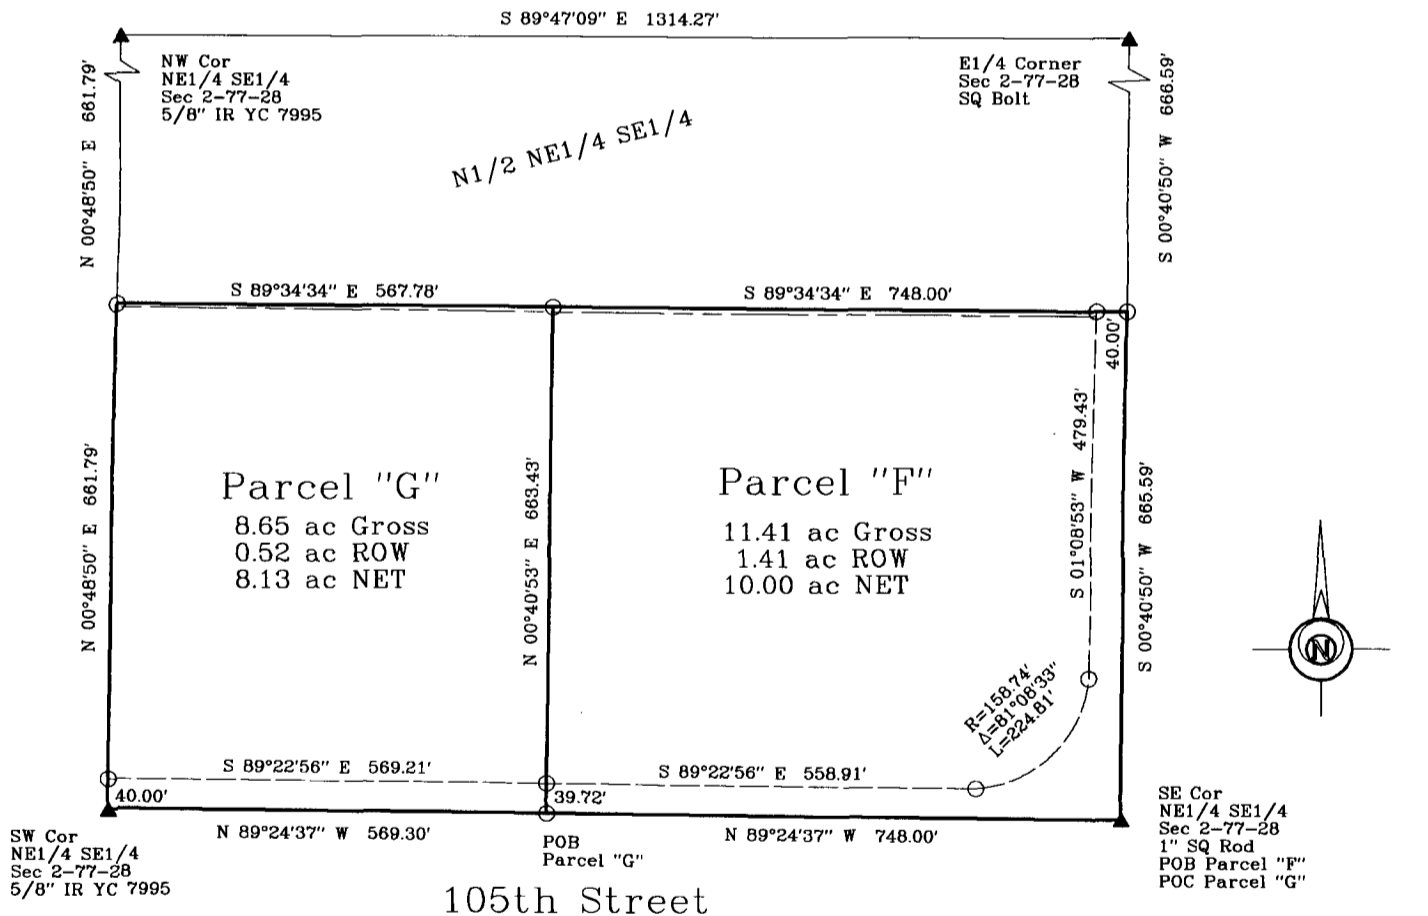 S 89°47'09" E 1314.27'
NW Cor
NE1/4 SE1/4
Sec 2-77-28
5/8" IR YC 7995
E1/4 Corner
Sec 2-77-28
SQ Bolt
N 00°48'50" E 661.79'
S 00°40'50" W 666.59'
N1/2 NE1/4 SE1/4
S 89°34'34" E 567.78'
S 89°34'34" E 748.00'
40.00'
N 00°48'50" E 661.79'
Parcel "G"
8.65 ac Gross
0.52 ac ROW
8.13 ac NET
N 00°40'53" E 663.43'
Parcel "F"
11.41 ac Gross
1.41 ac ROW
10.00 ac NET
S 01°08'53" W 479.43'
S 00°40'50" W 665.59'
N
R=158.74'
Δ=81°08'33"
L=224.81'
S 89°22'56" E 569.21'
S 89°22'56" E 558.91'
40.00'
39.72'
N 89°24'37" W 569.30'
N 89°24'37" W 748.00'
SW Cor
NE1/4 SE1/4
Sec 2-77-28
5/8" IR YC 7995
POB
Parcel "G"
SE Cor
NE1/4 SE1/4
Sec 2-77-28
1" SQ Rod
POB Parcel "F"
POC Parcel "G"
105th Street